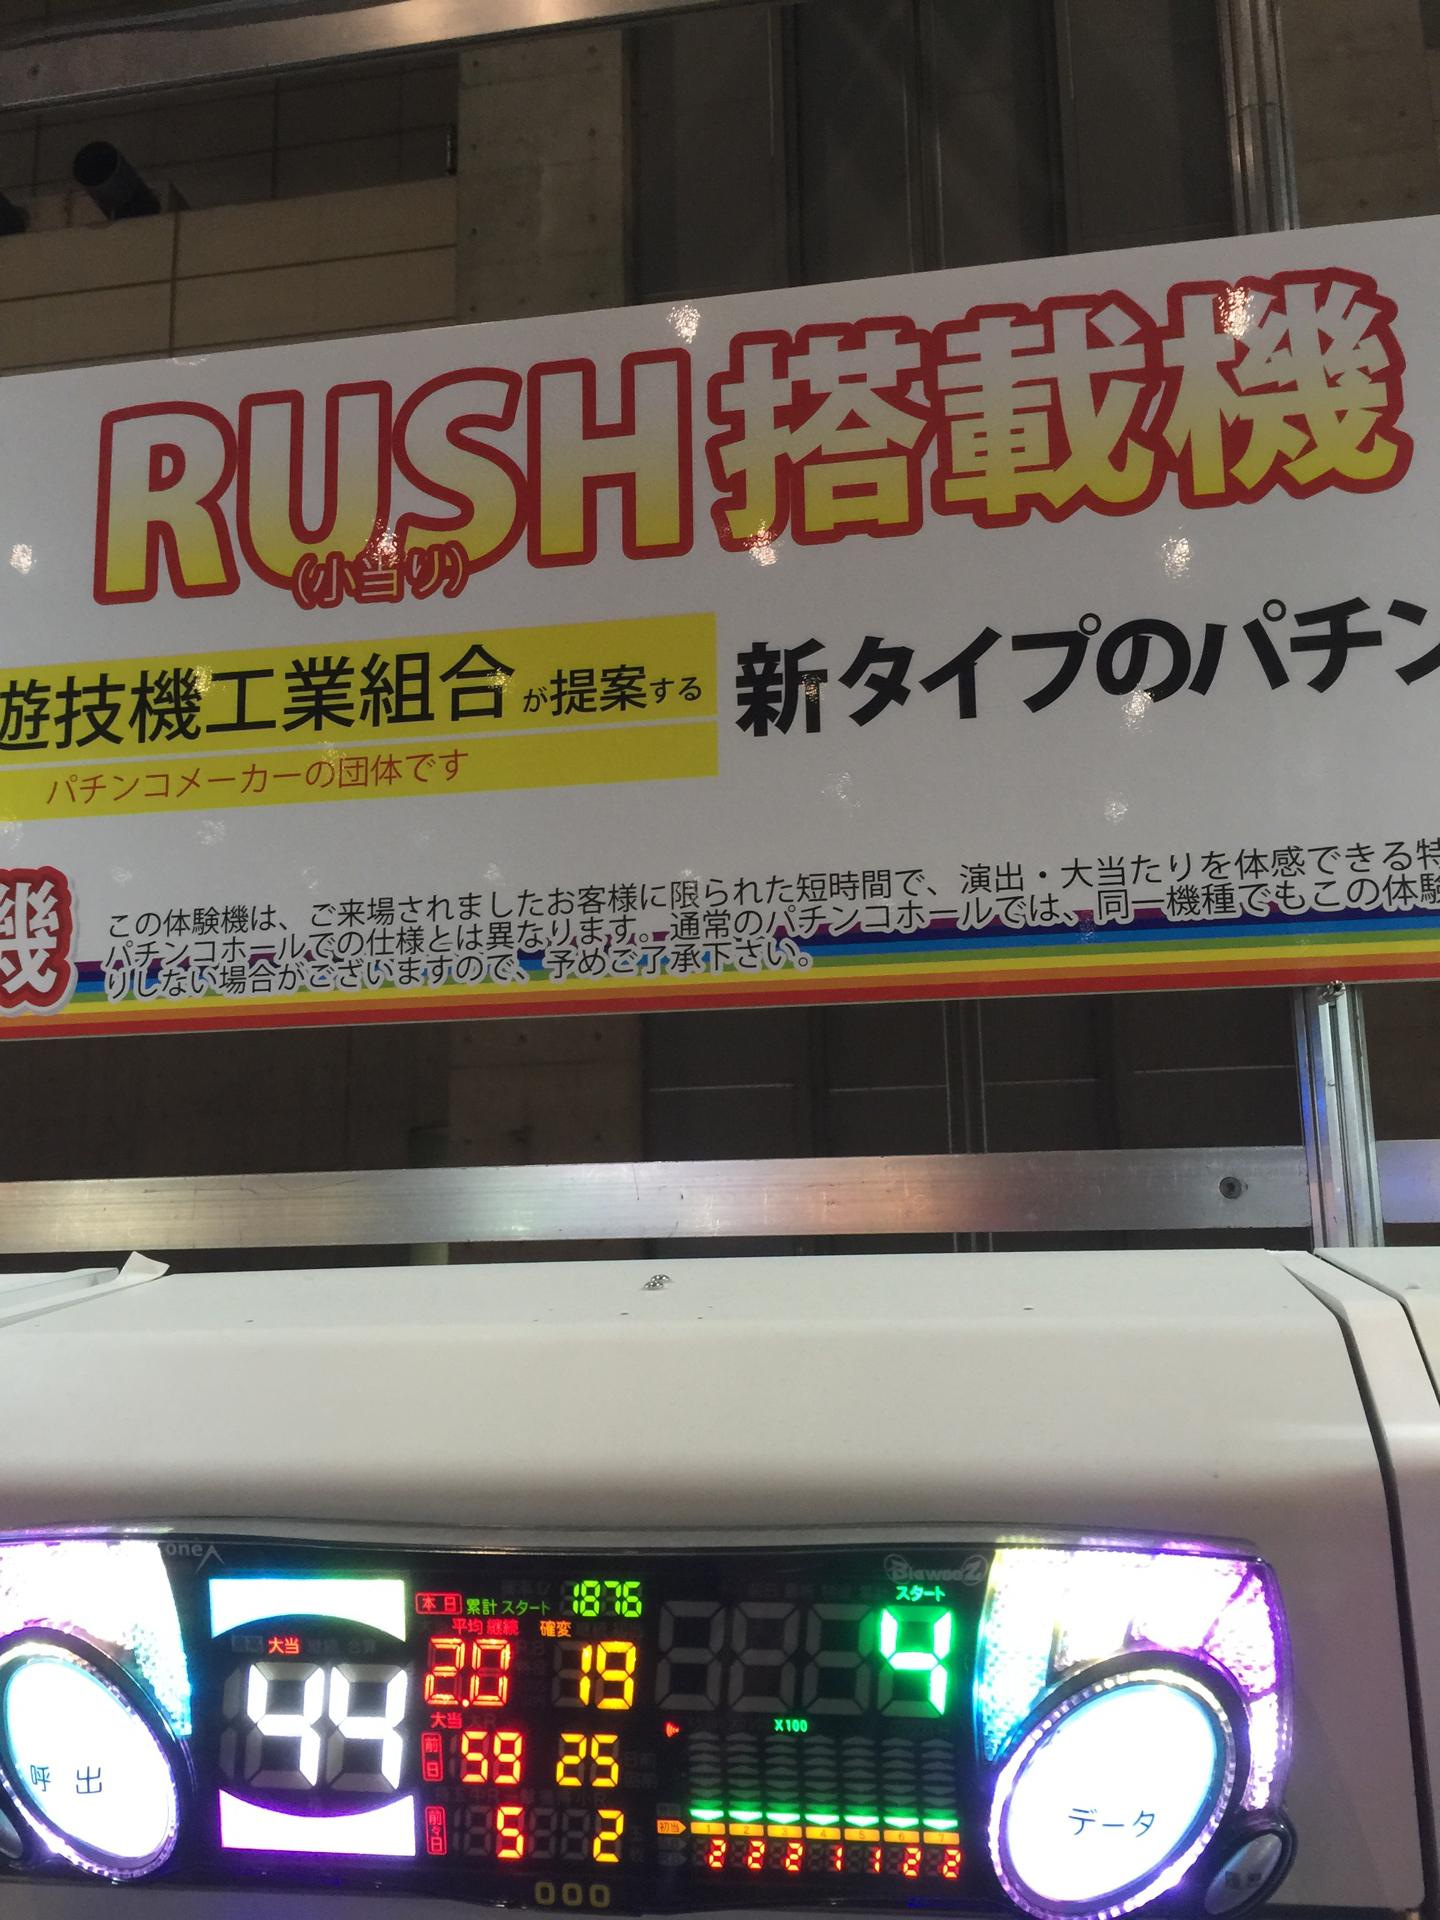 RUSH搭載機
(小当り)
遊技機工業組合が提案する
新タイプのパチン
パチンコメーカーの団体です
機
この体験機は、ご来場されましたお客様に限られた短時間で、演出・大当たりを体感できる特
パチンコホールでの仕様とは異なります。通常のパチンコホールでは、同一機種でもこの体験
りしない場合がございますので、予めご了承下さい。
one
BiGMOOZ
スタート
本日 累計 スタート 1876
平均 継続 確変
大当
44
2.0 19
4
大当
X100
前日 59 25
前々日 5 2
初当 1 2 3 4 5 6 7
2 2 2 1 1 2 2
000
呼出
データ